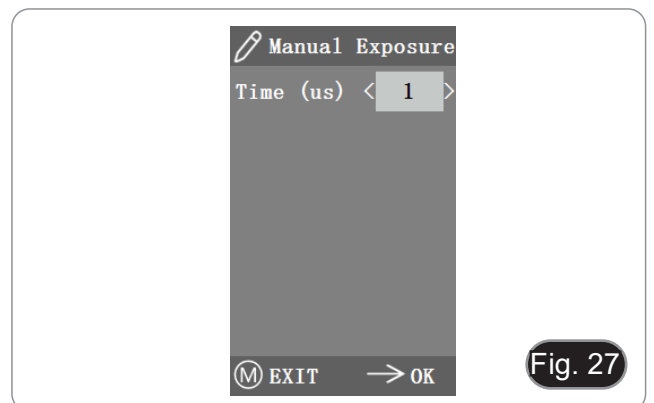 Manual Exposure
Time (us) < 1 >
M EXIT → OK
Fig. 27